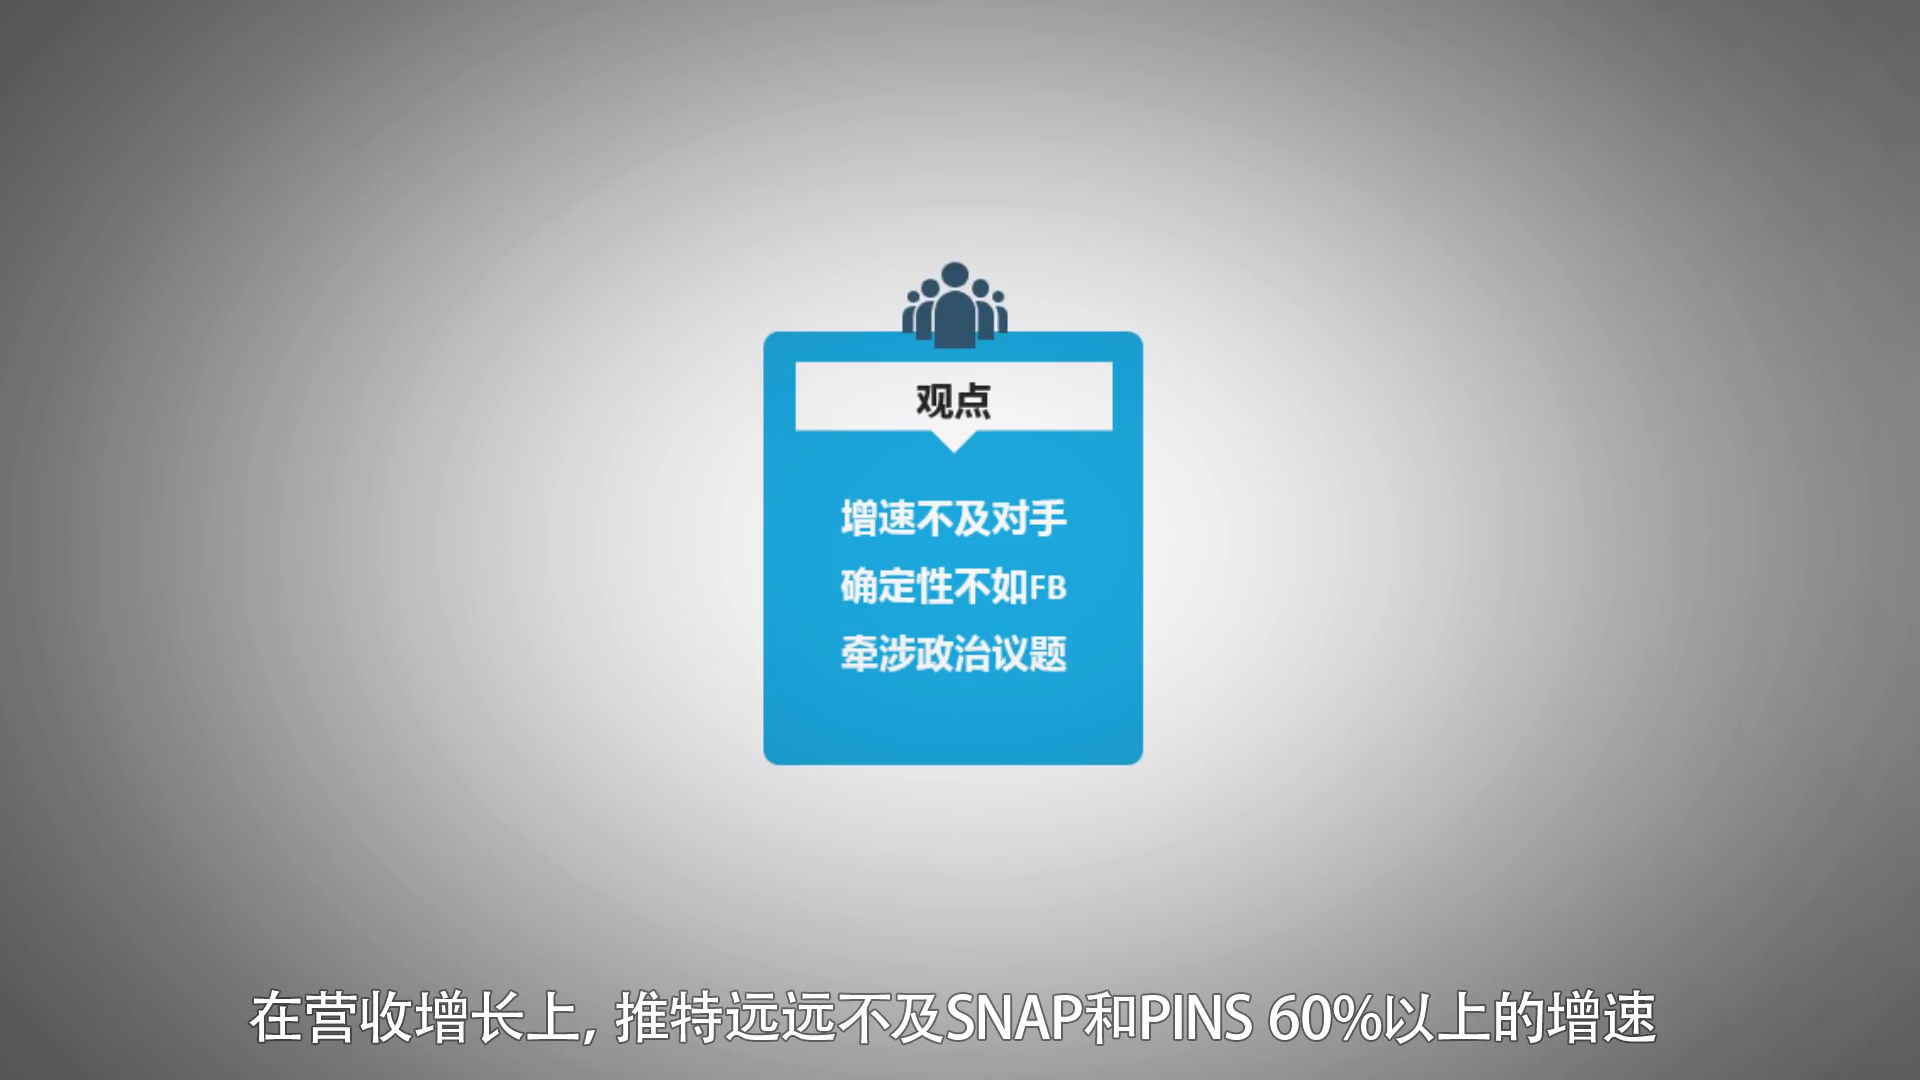 观点
增速不及对手
确定性不如FB
牵涉政治议题
在营收增长上, 推特远远不及SNAP和PINS 60%以上的增速